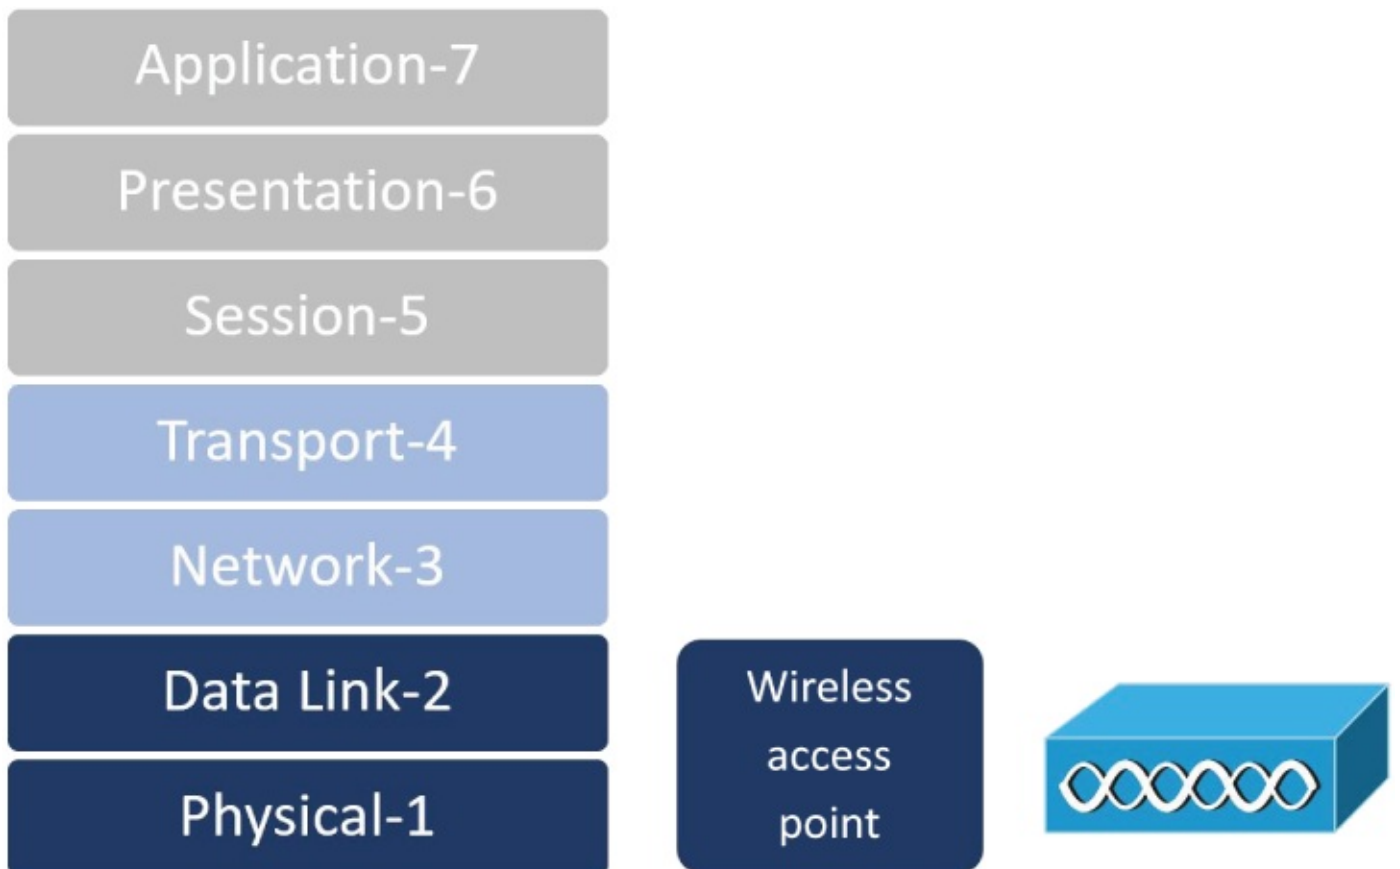 Application-7
Presentation-6
Session-5
Transport-4
Network-3
Data Link-2
Physical-1
Wireless
access
point